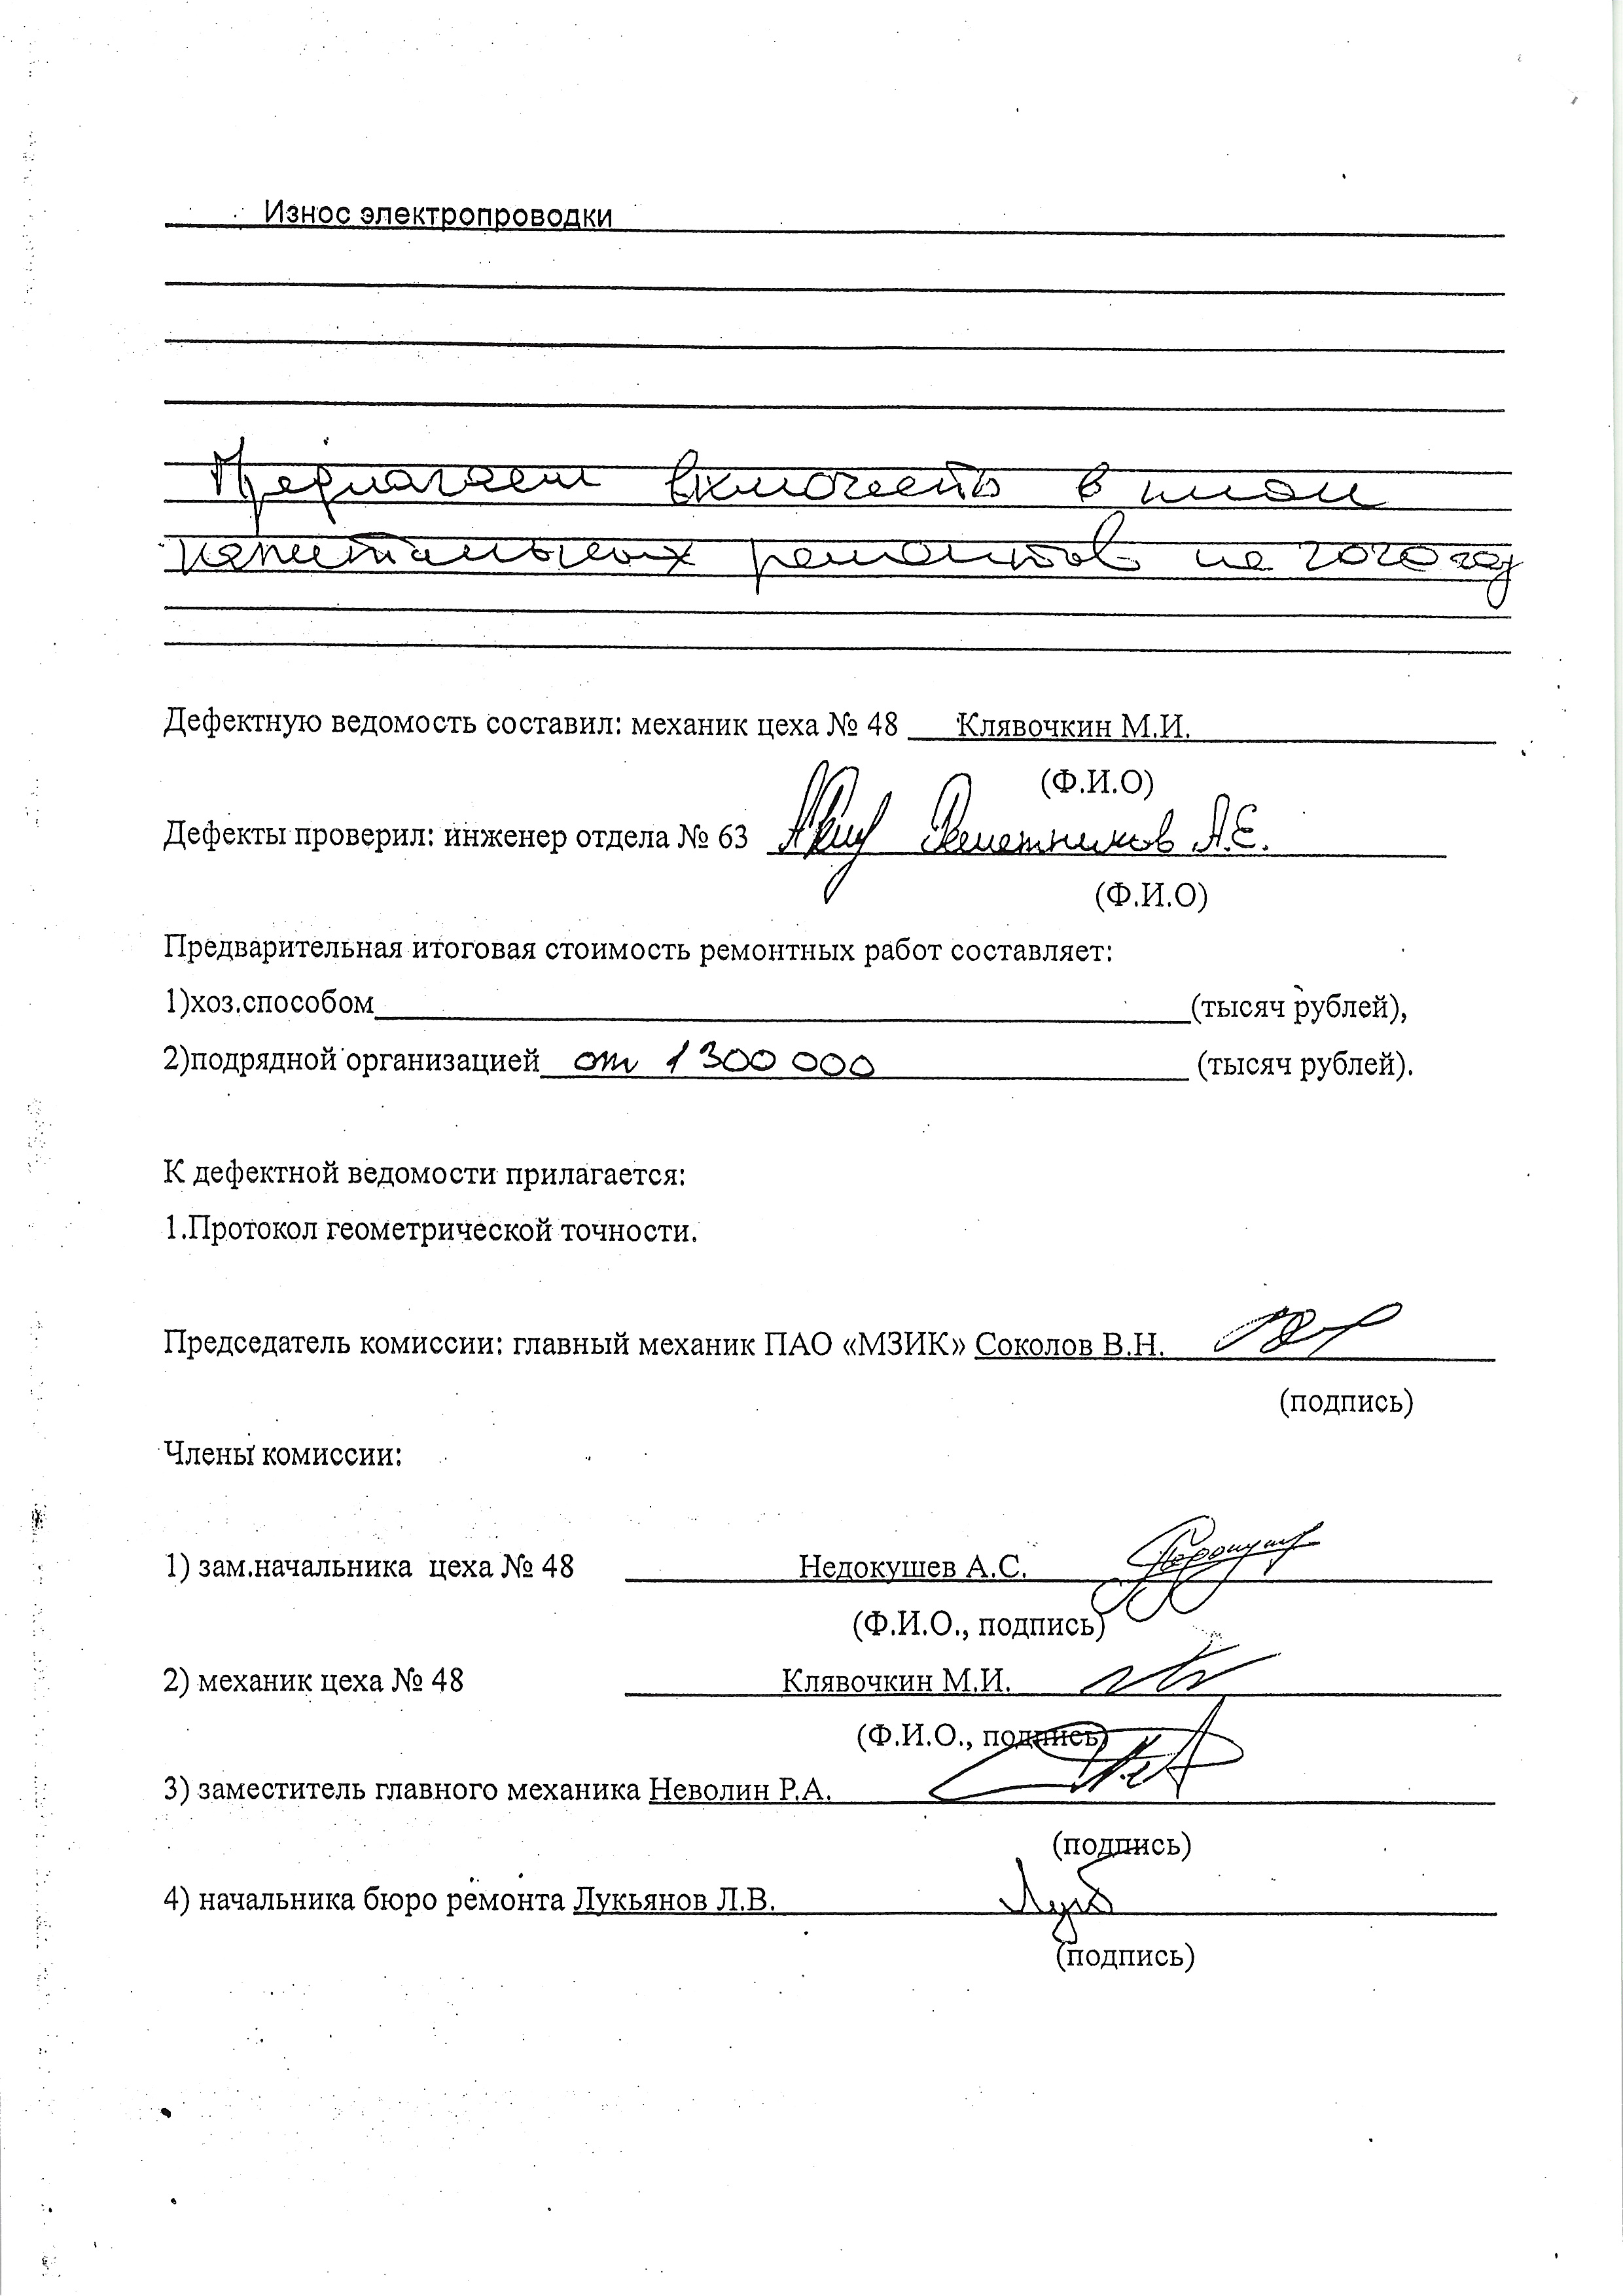 Износ электропроводки
Предлагаем включить в план
капитальных ремонтов на 2020 год
Дефектную ведомость составил: механик цеха № 48 Клявочкин М.И.
(Ф.И.О)
Дефекты проверил: инженер отдела № 63 Решетников А.Е.
(Ф.И.О)
Предварительная итоговая стоимость ремонтных работ составляет:
1)хоз.способом (тысяч рублей),
2)подрядной организацией от 1 300 000 (тысяч рублей).
К дефектной ведомости прилагается:
1.Протокол геометрической точности.
Председатель комиссии: главный механик ПАО «МЗИК» Соколов В.Н.
(подпись)
Члены комиссии:
1) зам.начальника цеха № 48 Недокушев А.С.
(Ф.И.О., подпись)
2) механик цеха № 48 Клявочкин М.И.
(Ф.И.О., подпись)
3) заместитель главного механика Неволин Р.А.
(подпись)
4) начальника бюро ремонта Лукьянов Л.В.
(подпись)